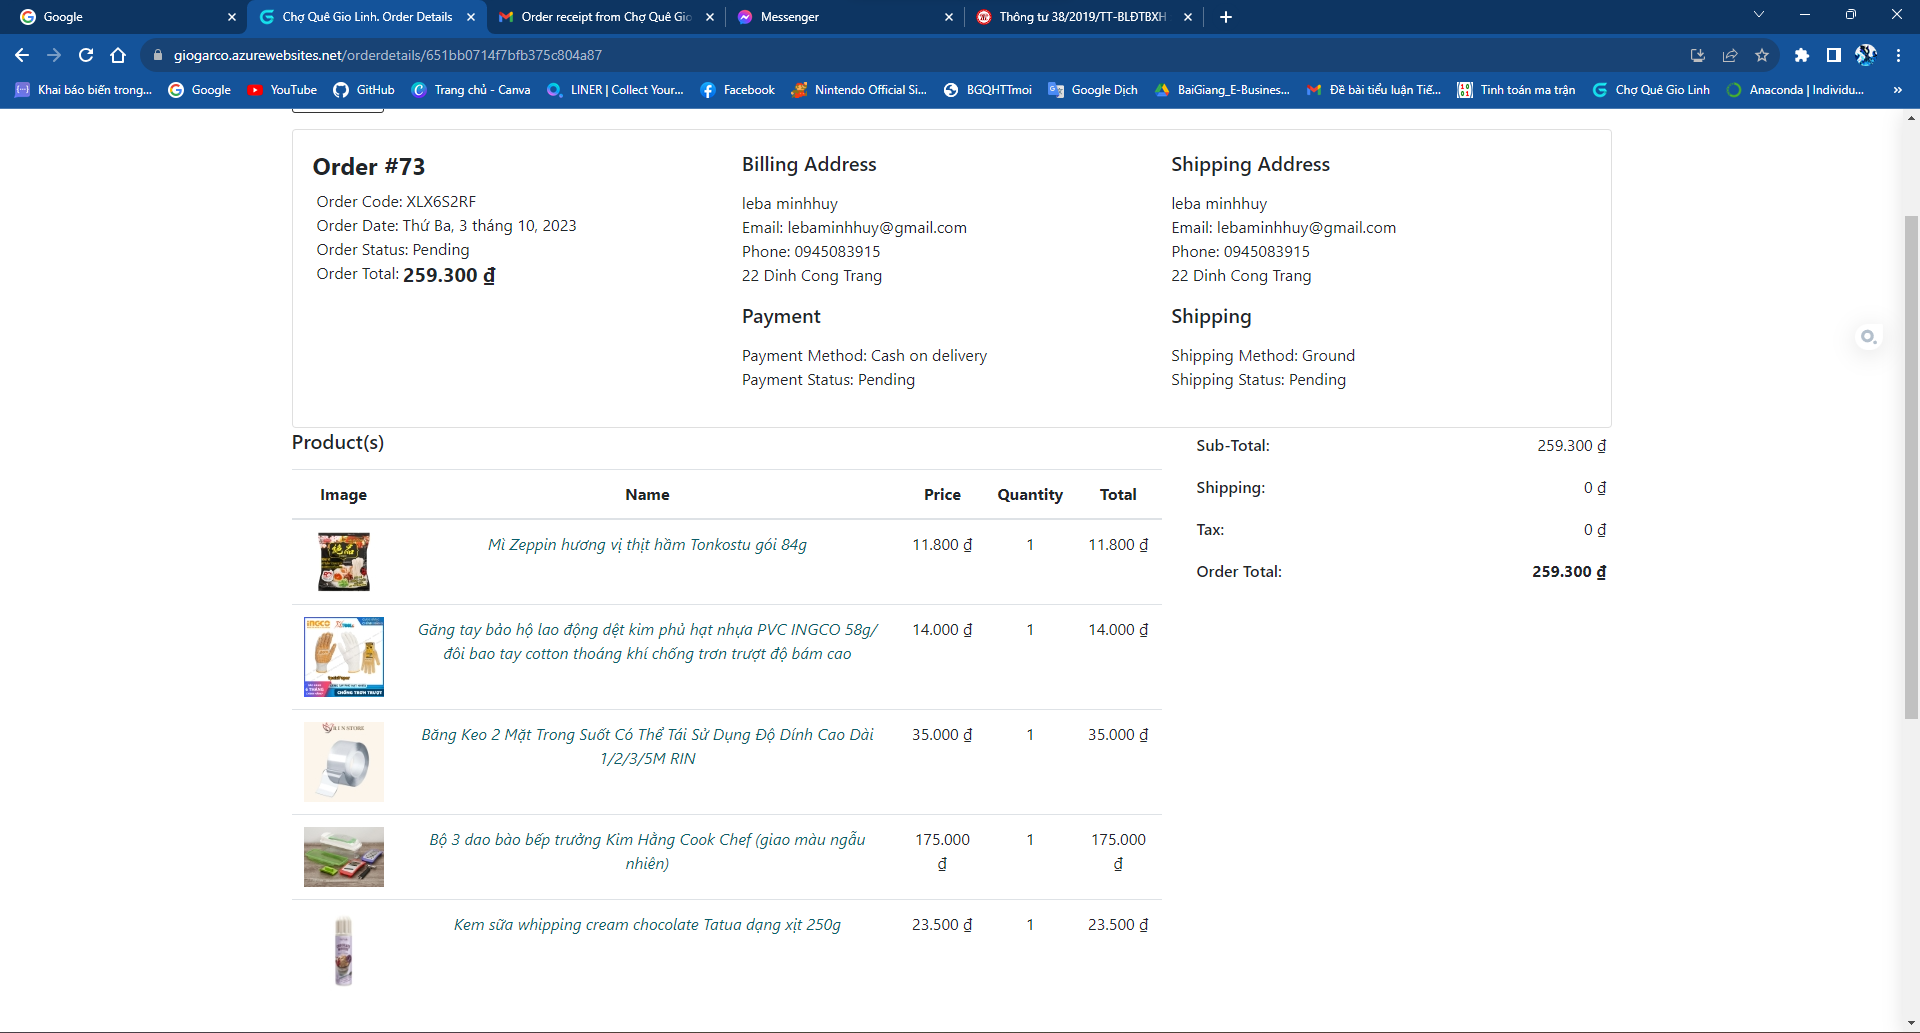 Google
Chợ Quê Gio Linh. Order Details
Order receipt from Chợ Quê Gio
Messenger
Thông tư 38/2019/TT-BLĐTBXH
giogarco.azurewebsites.net/orderdetails/651bb0714f7bfb375c804a87
Khai báo biến trong...
Google
YouTube
GitHub
Trang chủ - Canva
LINER | Collect Your...
Facebook
Nintendo Official Si...
BGQHTTmoi
Google Dịch
BaiGiang_E-Busines...
Đề bài tiểu luận Tiế...
Tính toán ma trận
Chợ Quê Gio Linh
Anaconda | Individu...
Order #73
Order Code: XLX6S2RF
Order Date: Thứ Ba, 3 tháng 10, 2023
Order Status: Pending
Order Total: 259.300 ₫
Billing Address
leba minhhuy
Email: lebaminhhuy@gmail.com
Phone: 0945083915
22 Dinh Cong Trang
Payment
Payment Method: Cash on delivery
Payment Status: Pending
Shipping Address
leba minhhuy
Email: lebaminhhuy@gmail.com
Phone: 0945083915
22 Dinh Cong Trang
Shipping
Shipping Method: Ground
Shipping Status: Pending
Product(s)
Image Name Price Quantity Total
Mì Zeppin hương vị thịt hầm Tonkostu gói 84g 11.800 ₫ 1 11.800 ₫
INGCO
CHỐNG TRƠN TRƯỢT
Găng tay bảo hộ lao động dệt kim phủ hạt nhựa PVC INGCO 58g/ 14.000 ₫ 1 14.000 ₫
đôi bao tay cotton thoáng khí chống trơn trượt độ bám cao
Băng Keo 2 Mặt Trong Suốt Có Thể Tái Sử Dụng Độ Dính Cao Dài 35.000 ₫ 1 35.000 ₫
1/2/3/5M RIN
Bộ 3 dao bào bếp trưởng Kim Hằng Cook Chef (giao màu ngẫu 175.000 1 175.000
nhiên) ₫ ₫
Kem sữa whipping cream chocolate Tatua dạng xịt 250g 23.500 ₫ 1 23.500 ₫
Sub-Total: 259.300 ₫
Shipping: 0 ₫
Tax: 0 ₫
Order Total: 259.300 ₫